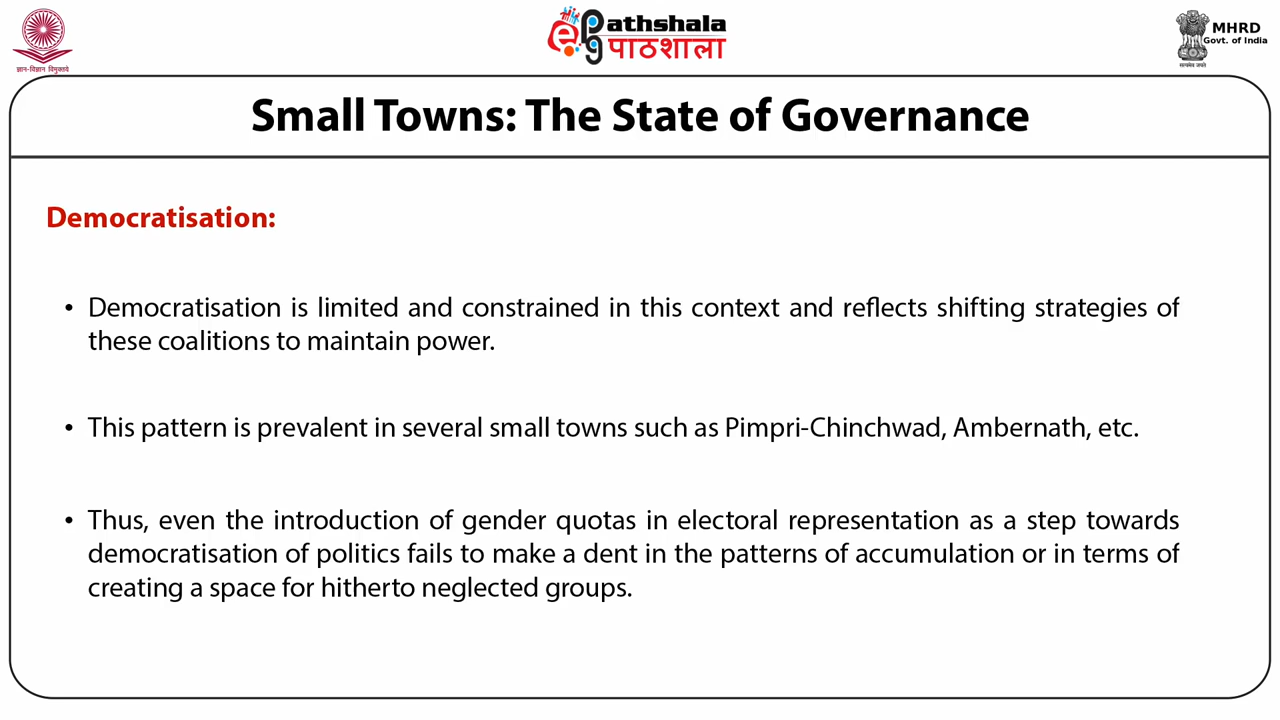 ज्ञान-विज्ञान विमुक्तये
ePathshala
पाठशाला
MHRD
Govt. of India
सत्यमेव जयते
Small Towns: The State of Governance
Democratisation:
• Democratisation is limited and constrained in this context and reflects shifting strategies of
these coalitions to maintain power.
• This pattern is prevalent in several small towns such as Pimpri-Chinchwad, Ambernath, etc.
• Thus, even the introduction of gender quotas in electoral representation as a step towards
democratisation of politics fails to make a dent in the patterns of accumulation or in terms of
creating a space for hitherto neglected groups.